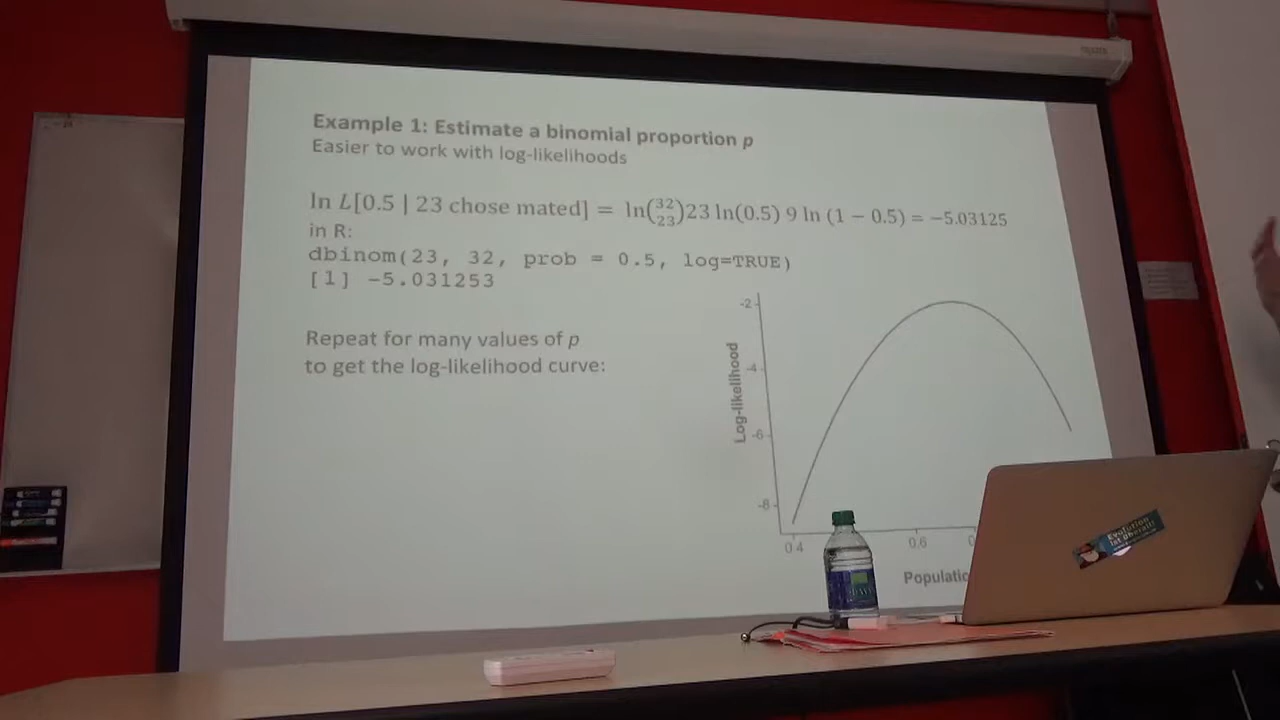 Example 1: Estimate a binomial proportion p
Easier to work with log-likelihoods
ln L[0.5 | 23 chose mated] = ln(32 23)23 ln(0.5) 9 ln (1 − 0.5) = −5.03125
in R:
dbinom(23, 32, prob = 0.5, log=TRUE)
[1] -5.031253
Repeat for many values of p
to get the log-likelihood curve:
Log-likelihood
-2
-4
-6
-8
0.4
0.6
Evolution
ist überall!